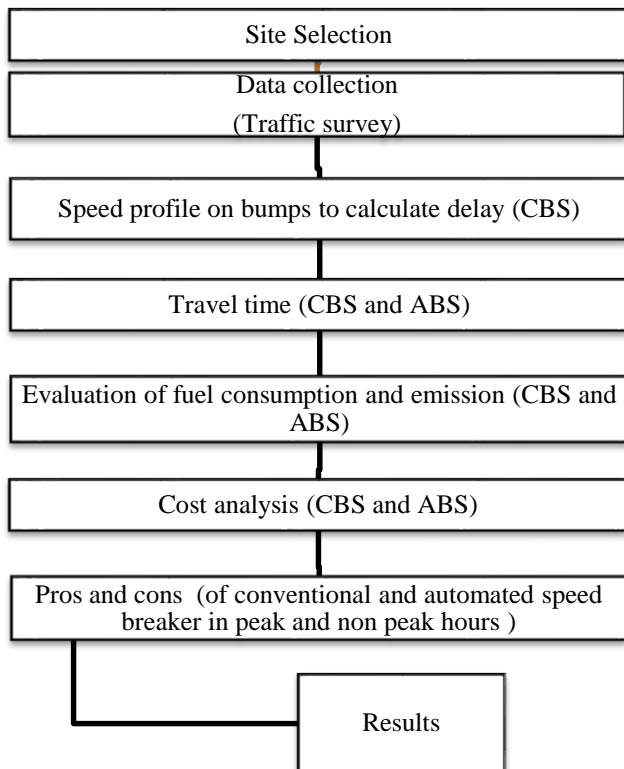 Site Selection
Data collection
(Traffic survey)
Speed profile on bumps to calculate delay (CBS)
Travel time (CBS and ABS)
Evaluation of fuel consumption and emission (CBS and
ABS)
Cost analysis (CBS and ABS)
Pros and cons (of conventional and automated speed
breaker in peak and non peak hours )
Results